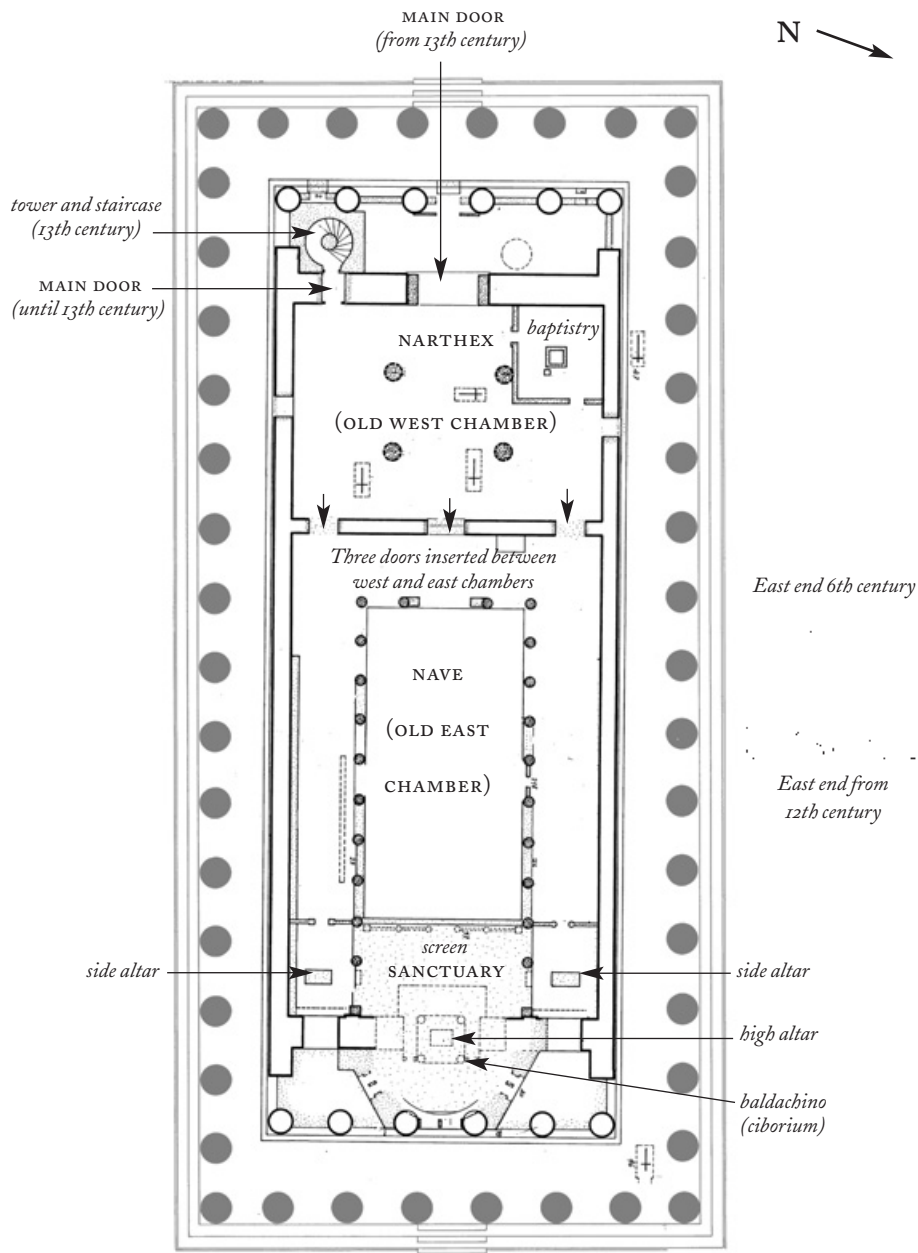 MAIN DOOR
(from 13th century)
N
tower and staircase
(13th century)
MAIN DOOR
(until 13th century)
NARTHEX
baptistry
(OLD WEST CHAMBER)
Three doors inserted between
west and east chambers
East end 6th century
NAVE
(OLD EAST
CHAMBER)
East end from
12th century
screen
SANCTUARY
side altar
side altar
high altar
baldachino
(ciborium)